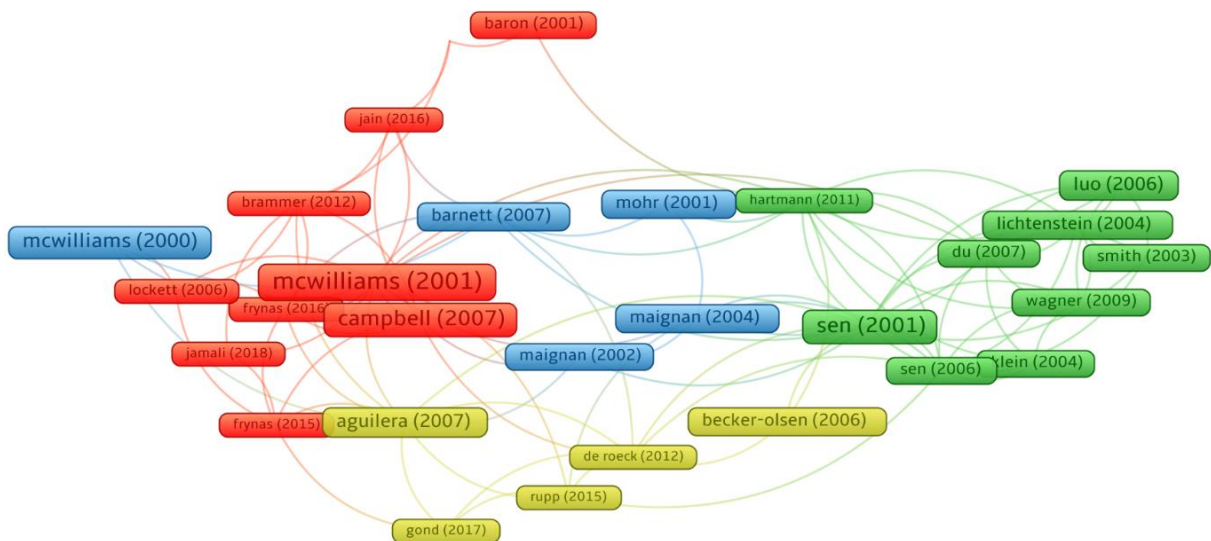 baron (2001)
jain (2016)
luo (2006)
brammer (2012)
mohr (2001)
hartmann (2011)
barnett (2007)
lichtenstein (2004)
mcwilliams (2000)
du (2007)
smith (2003)
mcwilliams (2001)
lockett (2006)
wagner (2009)
frynas (2016)
campbell (2007)
maignan (2004)
sen (2001)
jamali (2018)
maignan (2002)
sen (2006)
klein (2004)
frynas (2015)
aguilera (2007)
becker-olsen (2006)
de roeck (2012)
rupp (2015)
gond (2017)